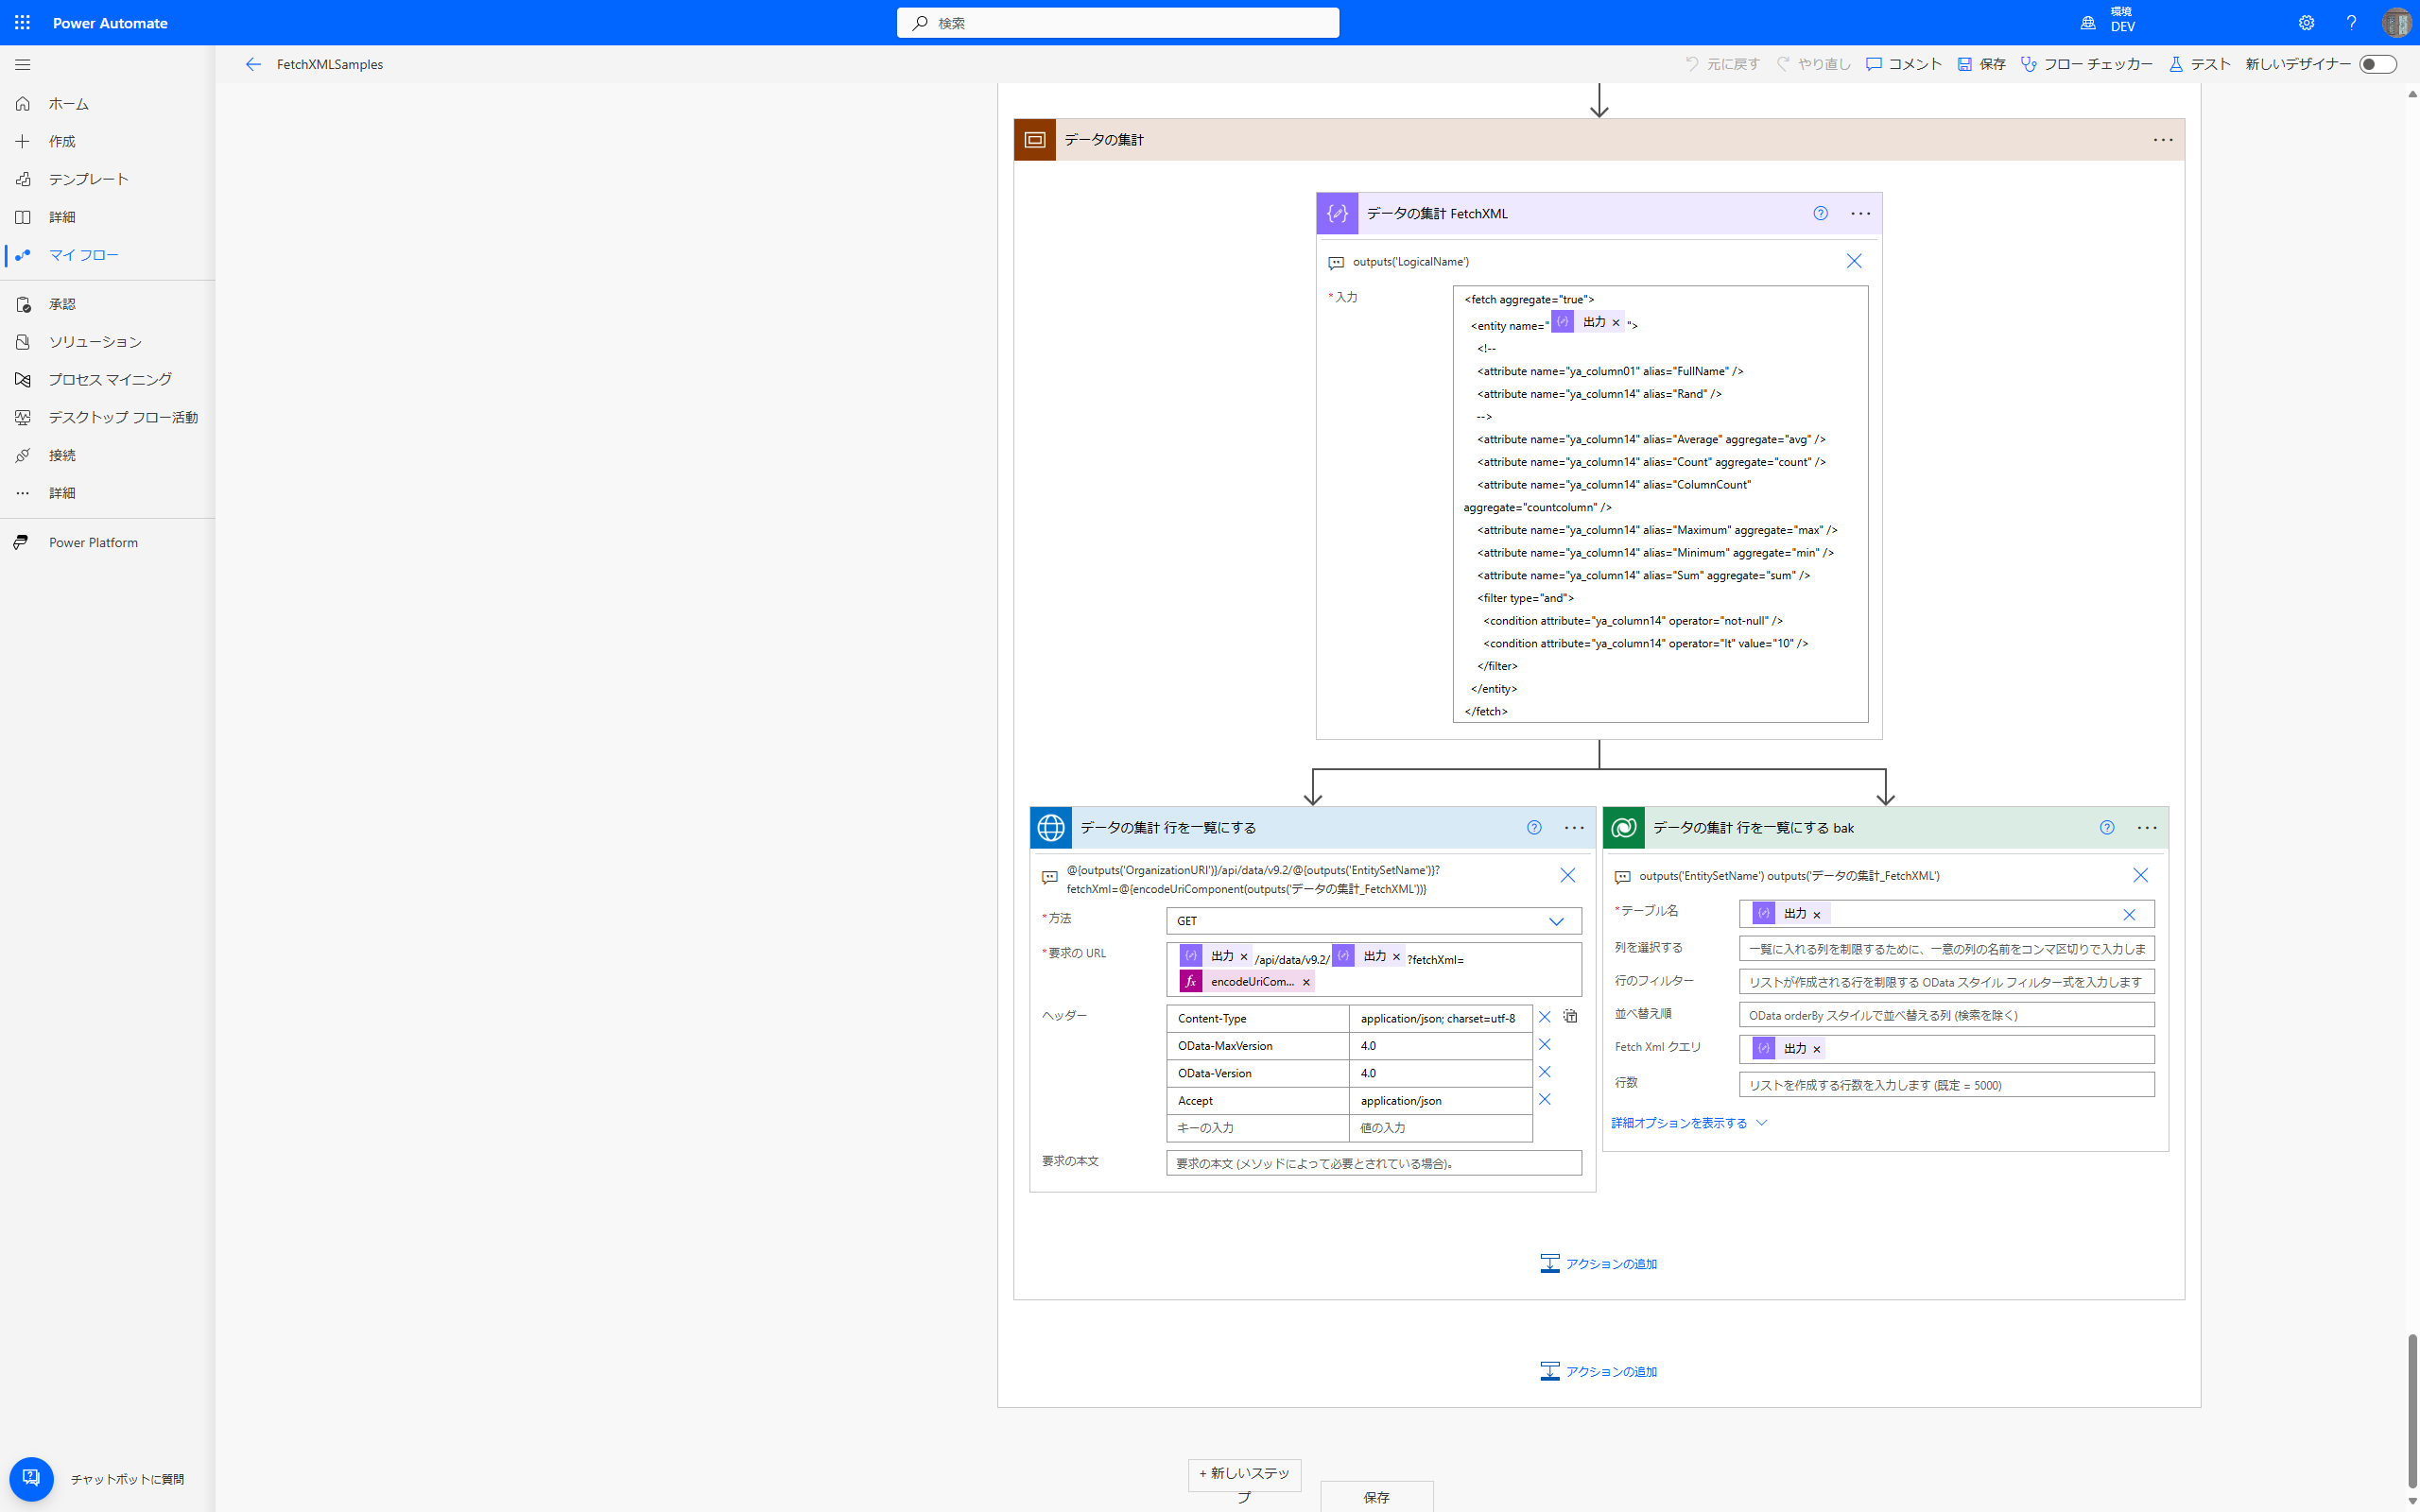 Power Automate
検索
環境
DEV
FetchXMLSamples
元に戻す
やり直し
コメント
保存
フロー チェッカー
テスト
新しいデザイナー
ホーム
作成
テンプレート
詳細
マイ フロー
承認
ソリューション
プロセス マイニング
デスクトップ フロー活動
接続
詳細
Power Platform
チャットボットに質問
データの集計
データの集計 FetchXML
outputs('LogicalName')
*入力
<fetch aggregate="true">
<entity name=" 出力 × ">
<!--
<attribute name="ya_column01" alias="FullName" />
<attribute name="ya_column14" alias="Rand" />
-->
<attribute name="ya_column14" alias="Average" aggregate="avg" />
<attribute name="ya_column14" alias="Count" aggregate="count" />
<attribute name="ya_column14" alias="ColumnCount"
aggregate="countcolumn" />
<attribute name="ya_column14" alias="Maximum" aggregate="max" />
<attribute name="ya_column14" alias="Minimum" aggregate="min" />
<attribute name="ya_column14" alias="Sum" aggregate="sum" />
<filter type="and">
<condition attribute="ya_column14" operator="not-null" />
<condition attribute="ya_column14" operator="lt" value="10" />
</filter>
</entity>
</fetch>
データの集計 行を一覧にする
@{outputs('OrganizationURI')}/api/data/v9.2/@{outputs('EntitySetName')}?
fetchXml=@{encodeUriComponent(outputs('データの集計_FetchXML'))}
*方法
GET
*要求の URL
出力 × /api/data/v9.2/ 出力 × ?fetchXml=
fx encodeUriCom... ×
ヘッダー
Content-Type application/json; charset=utf-8
OData-MaxVersion 4.0
OData-Version 4.0
Accept application/json
キーの入力 値の入力
要求の本文
要求の本文 (メソッドによって必要とされている場合)。
データの集計 行を一覧にする bak
outputs('EntitySetName') outputs('データの集計_FetchXML')
*テーブル名
出力 ×
列を選択する
一覧に入れる列を制限するために、一意の列の名前をコンマ区切りで入力しま
行のフィルター
リストが作成される行を制限する OData スタイル フィルター式を入力します
並べ替え順
OData orderBy スタイルで並べ替える列 (検索を除く)
Fetch Xml クエリ
出力 ×
行数
リストを作成する行数を入力します (既定 = 5000)
詳細オプションを表示する
アクションの追加
アクションの追加
+ 新しいステッ
プ
保存